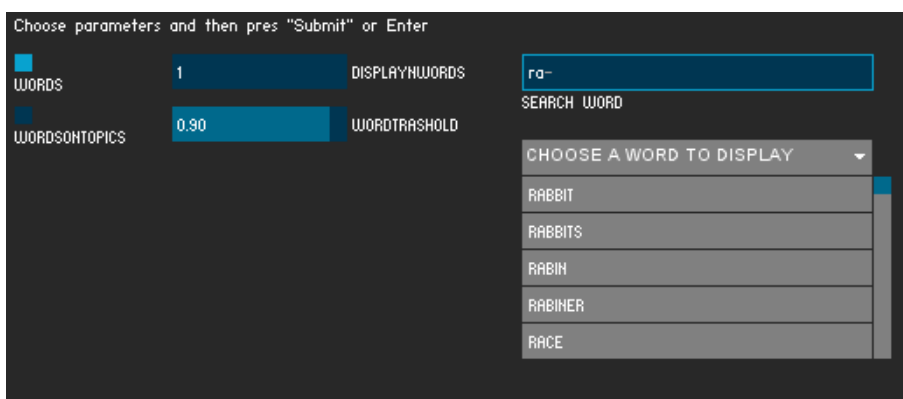 Choose parameters and then pres "Submit" or Enter
WORDS
1 DISPLAYNWORDS
WORDSONTOPICS
0.90 WORDTRASHOLD
ra-
SEARCH WORD
CHOOSE A WORD TO DISPLAY
RABBIT
RABBITS
RABIN
RABINER
RACE